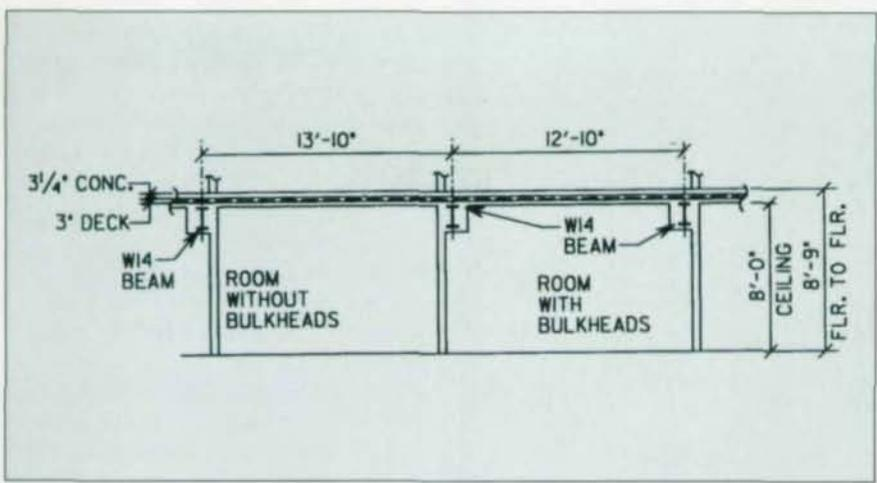 13'-10"
12'-10"
3 1/4" CONC.
3" DECK
W14
BEAM
W14
BEAM
ROOM
WITHOUT
BULKHEADS
ROOM
WITH
BULKHEADS
8'-0"
CEILING
8'-9"
FLR. TO FLR.